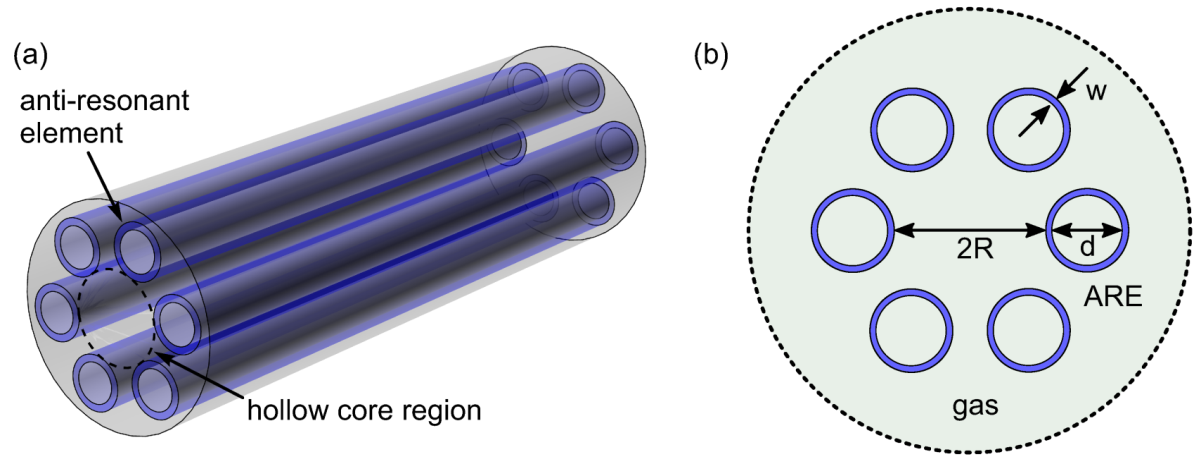 (a)
anti-resonant
element
hollow core region
(b)
w
2R
d
ARE
gas